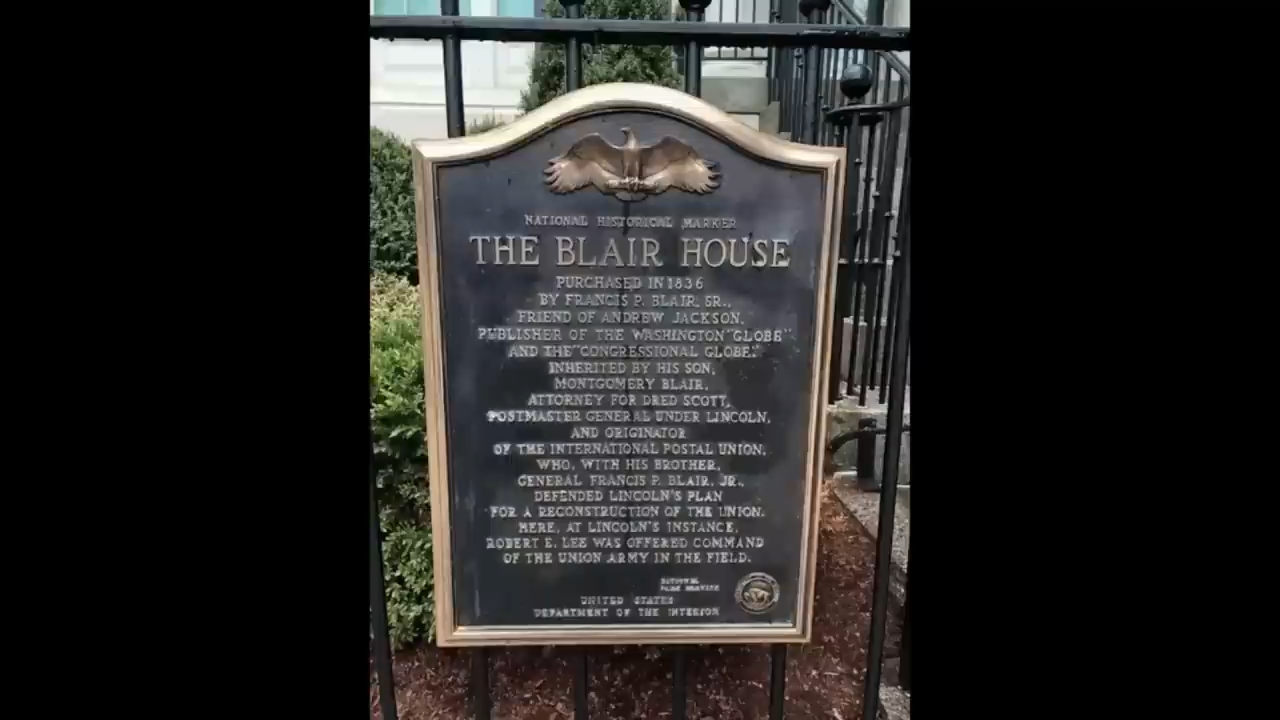 NATIONAL HISTORICAL MARKER
THE BLAIR HOUSE
PURCHASED IN 1836
BY FRANCIS P. BLAIR, SR.,
FRIEND OF ANDREW JACKSON,
PUBLISHER OF THE WASHINGTON "GLOBE"
AND THE "CONGRESSIONAL GLOBE."
INHERITED BY HIS SON,
MONTGOMERY BLAIR,
ATTORNEY FOR DRED SCOTT,
POSTMASTER GENERAL UNDER LINCOLN,
AND ORIGINATOR
OF THE INTERNATIONAL POSTAL UNION,
WHO, WITH HIS BROTHER,
GENERAL FRANCIS P. BLAIR, JR.,
DEFENDED LINCOLN'S PLAN
FOR A RECONSTRUCTION OF THE UNION.
HERE, AT LINCOLN'S INSTANCE,
ROBERT E. LEE WAS OFFERED COMMAND
OF THE UNION ARMY IN THE FIELD.
NATIONAL
PARK SERVICE
UNITED STATES
DEPARTMENT OF THE INTERIOR